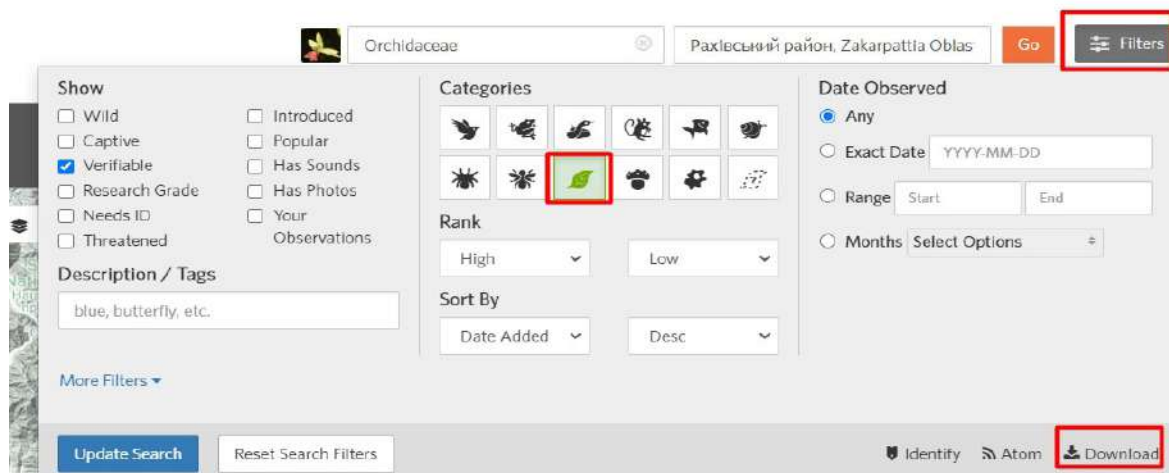 Orchidaceae
Рахівський район, Zakarpattia Oblas
Go
Filters
Show
Wild
Introduced
Captive
Popular
Verifiable
Has Sounds
Research Grade
Has Photos
Needs ID
Your Observations
Threatened
Description / Tags
blue, butterfly, etc.
Categories
Rank
High
Low
Sort By
Date Added
Desc
Date Observed
Any
Exact Date YYYY-MM-DD
Range Start End
Months Select Options
More Filters
Update Search
Reset Search Filters
Identify
Atom
Download